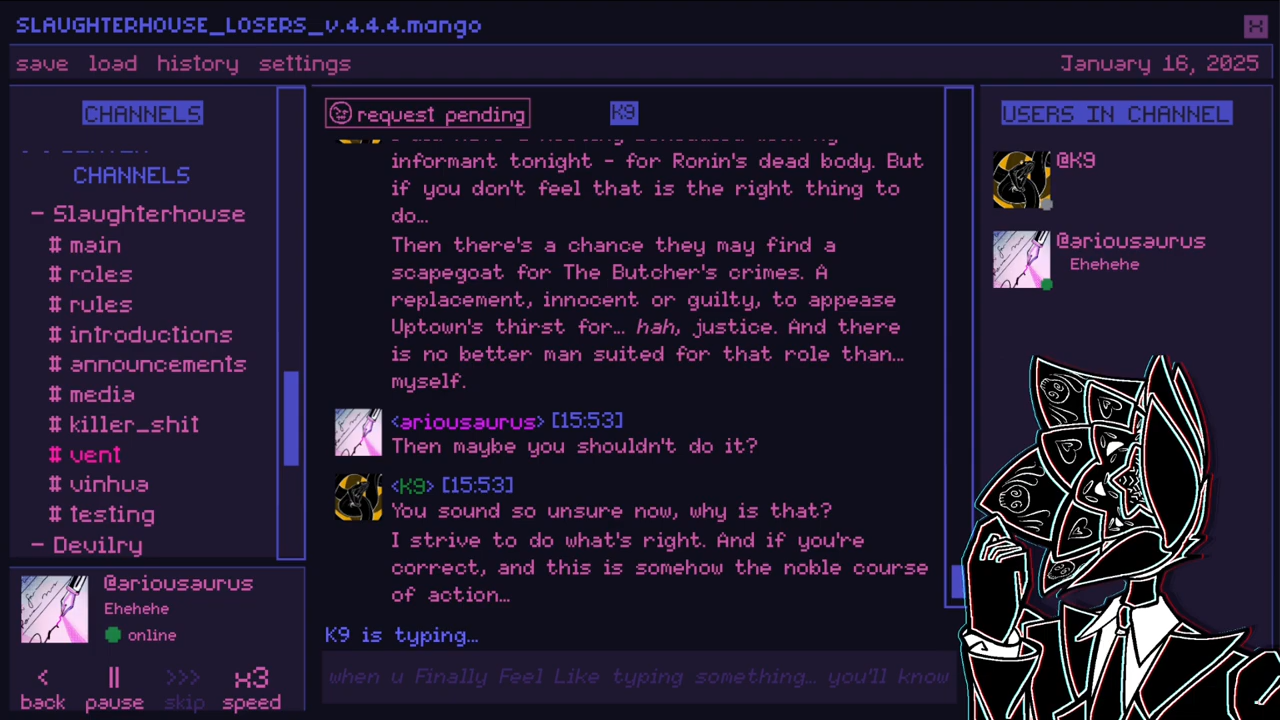 SLAUGHTERHOUSE_LOSERS_v.4.4.4.mango
X
save load history settings
January 16, 2025
CHANNELS
CHANNELS
- Slaughterhouse
# main
# roles
# rules
# introductions
# announcements
# media
# killer_shit
# vent
# vinhua
# testing
- Devilry
@ariousaurus
Ehehehe
online
< || >>> x3
back pause skip speed
request pending
K9
informant tonight - for Ronin's dead body. But
if you don't feel that is the right thing to
do...
Then there's a chance they may find a
scapegoat for The Butcher's crimes. A
replacement, innocent or guilty, to appease
Uptown's thirst for... hah, justice. And there
is no better man suited for that role than...
myself.
<ariousaurus> [15:53]
Then maybe you shouldn't do it?
<K9> [15:53]
You sound so unsure now, why is that?
I strive to do what's right. And if you're
correct, and this is somehow the noble course
of action...
K9 is typing...
when u Finally Feel Like typing something... you'll know
USERS IN CHANNEL
@K9
@ariousaurus
Ehehehe